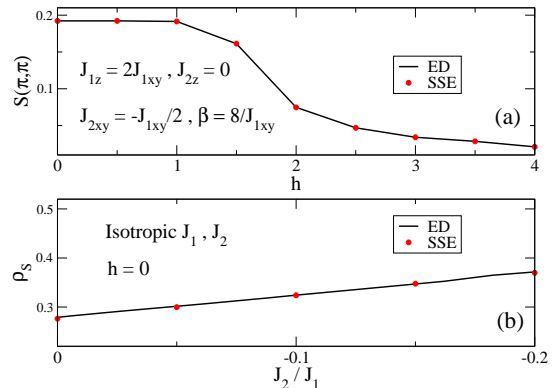 0.2
0.1
S(π,π)
J1z = 2J1xy , J2z = 0
J2xy = -J1xy/2 , β = 8/J1xy
ED
SSE
(a)
0 1 2 3 4
h
0.5
0.4
0.3
ρS
Isotropic J1 , J2
h = 0
ED
SSE
(b)
0 -0.1 -0.2
J2 / J1